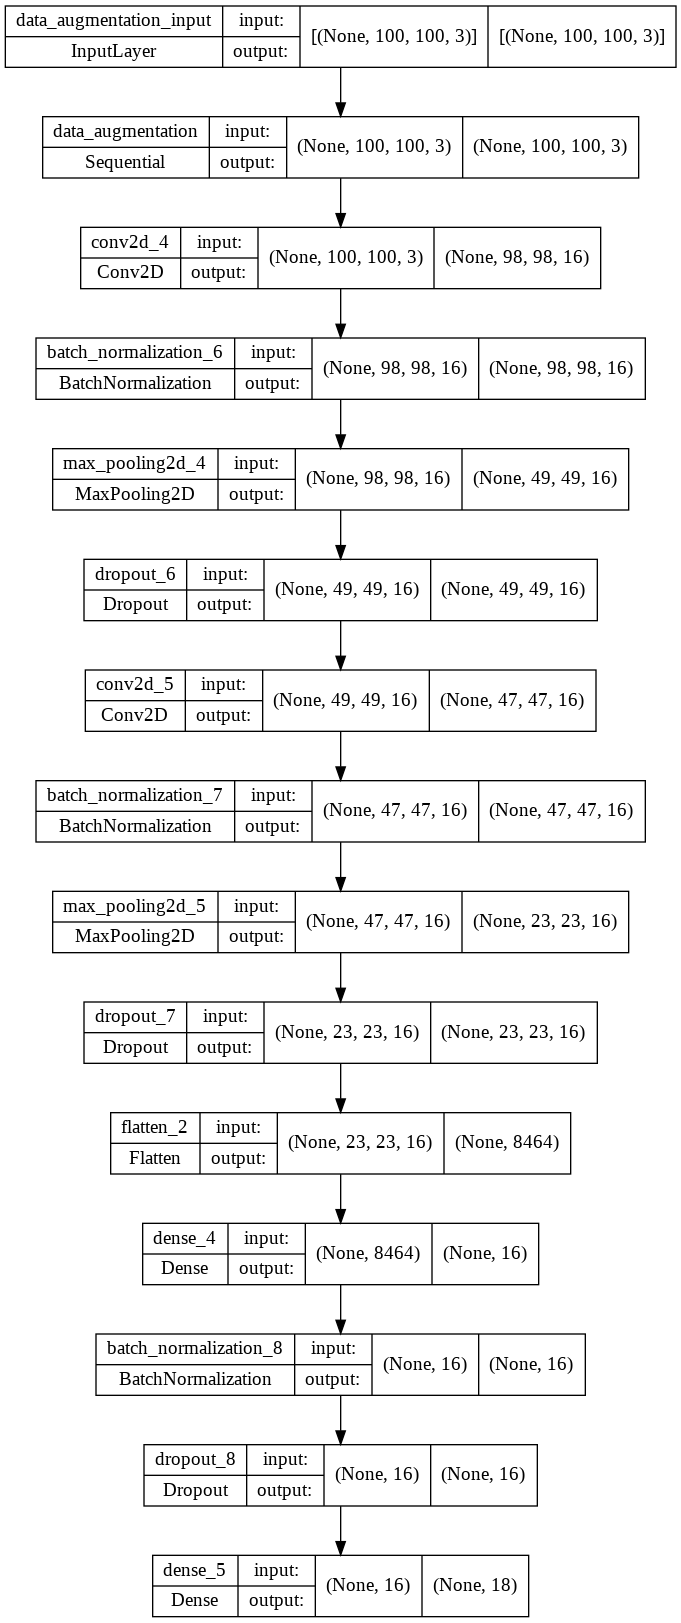 data_augmentation_input input: [(None, 100, 100, 3)] [(None, 100, 100, 3)]
InputLayer output:
data_augmentation input: (None, 100, 100, 3) (None, 100, 100, 3)
Sequential output:
conv2d_4 input: (None, 100, 100, 3) (None, 98, 98, 16)
Conv2D output:
batch_normalization_6 input: (None, 98, 98, 16) (None, 98, 98, 16)
BatchNormalization output:
max_pooling2d_4 input: (None, 98, 98, 16) (None, 49, 49, 16)
MaxPooling2D output:
dropout_6 input: (None, 49, 49, 16) (None, 49, 49, 16)
Dropout output:
conv2d_5 input: (None, 49, 49, 16) (None, 47, 47, 16)
Conv2D output:
batch_normalization_7 input: (None, 47, 47, 16) (None, 47, 47, 16)
BatchNormalization output:
max_pooling2d_5 input: (None, 47, 47, 16) (None, 23, 23, 16)
MaxPooling2D output:
dropout_7 input: (None, 23, 23, 16) (None, 23, 23, 16)
Dropout output:
flatten_2 input: (None, 23, 23, 16) (None, 8464)
Flatten output:
dense_4 input: (None, 8464) (None, 16)
Dense output:
batch_normalization_8 input: (None, 16) (None, 16)
BatchNormalization output:
dropout_8 input: (None, 16) (None, 16)
Dropout output:
dense_5 input: (None, 16) (None, 18)
Dense output: